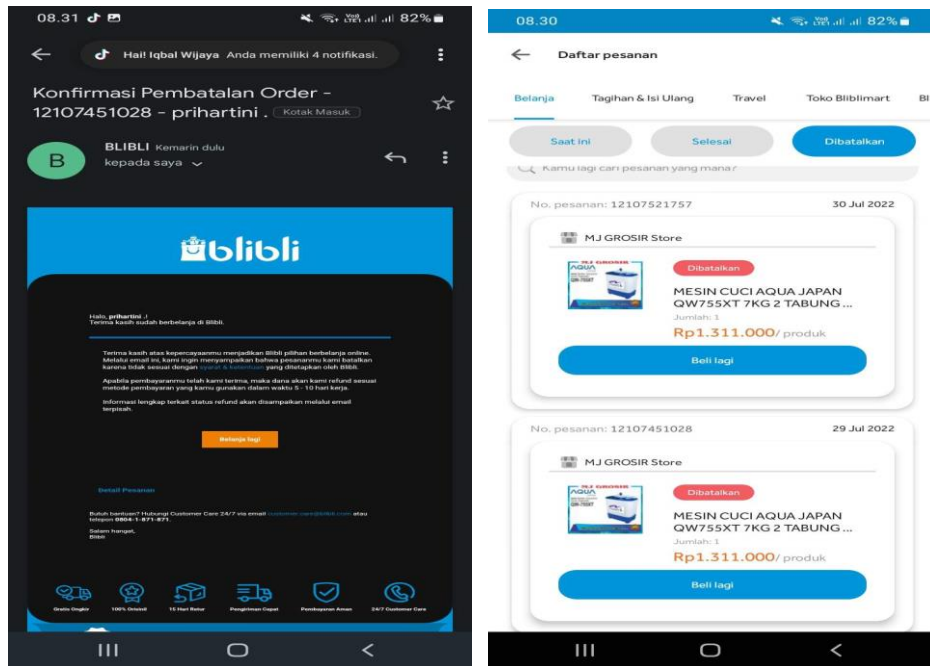 08.31
82%
Hai! Iqbal Wijaya Anda memiliki 4 notifikasi.
Konfirmasi Pembatalan Order -
12107451028 - prihartini . Kotak Masuk
B
BLIBLI Kemarin dulu
kepada saya
blibli
Halo, prihartini .!
Terima kasih sudah berbelanja di Blibli.
Terima kasih atas kepercayaanmu menjadikan Blibli pilihan berbelanja online.
Melalui email ini, kami ingin menyampaikan bahwa pesananmu kami batalkan
karena tidak sesuai dengan syarat & ketentuan yang ditetapkan oleh Blibli.
Apabila pembayaranmu telah kami terima, maka dana akan kami refund sesuai
metode pembayaran yang kamu gunakan dalam waktu 5 - 10 hari kerja.
Informasi lengkap terkait status refund akan disampaikan melalui email
terpisah.
Belanja lagi
Detail Pesanan
Butuh bantuan? Hubungi Customer Care 24/7 via email customer.care@blibli.com atau
telepon 0804-1-871-871.
Salam hangat,
Blibli
Gratis Ongkir 100% Orisinil 15 Hari Retur Pengiriman Cepat Pembayaran Aman 24/7 Customer Care
08.30
82%
Daftar pesanan
Belanja Tagihan & Isi Ulang Travel Toko Bliblimart Bl
Saat ini Selesai Dibatalkan
Kamu lagi cari pesanan yang mana?
No. pesanan: 12107521757 30 Jul 2022
MJ GROSIR Store
MJ GROSIR
AQUA
Dibatalkan
MESIN CUCI AQUA JAPAN
QW755XT 7KG 2 TABUNG ...
Jumlah: 1
Rp1.311.000/ produk
Beli lagi
No. pesanan: 12107451028 29 Jul 2022
MJ GROSIR Store
MJ GROSIR
AQUA
Dibatalkan
MESIN CUCI AQUA JAPAN
QW755XT 7KG 2 TABUNG ...
Jumlah: 1
Rp1.311.000/ produk
Beli lagi